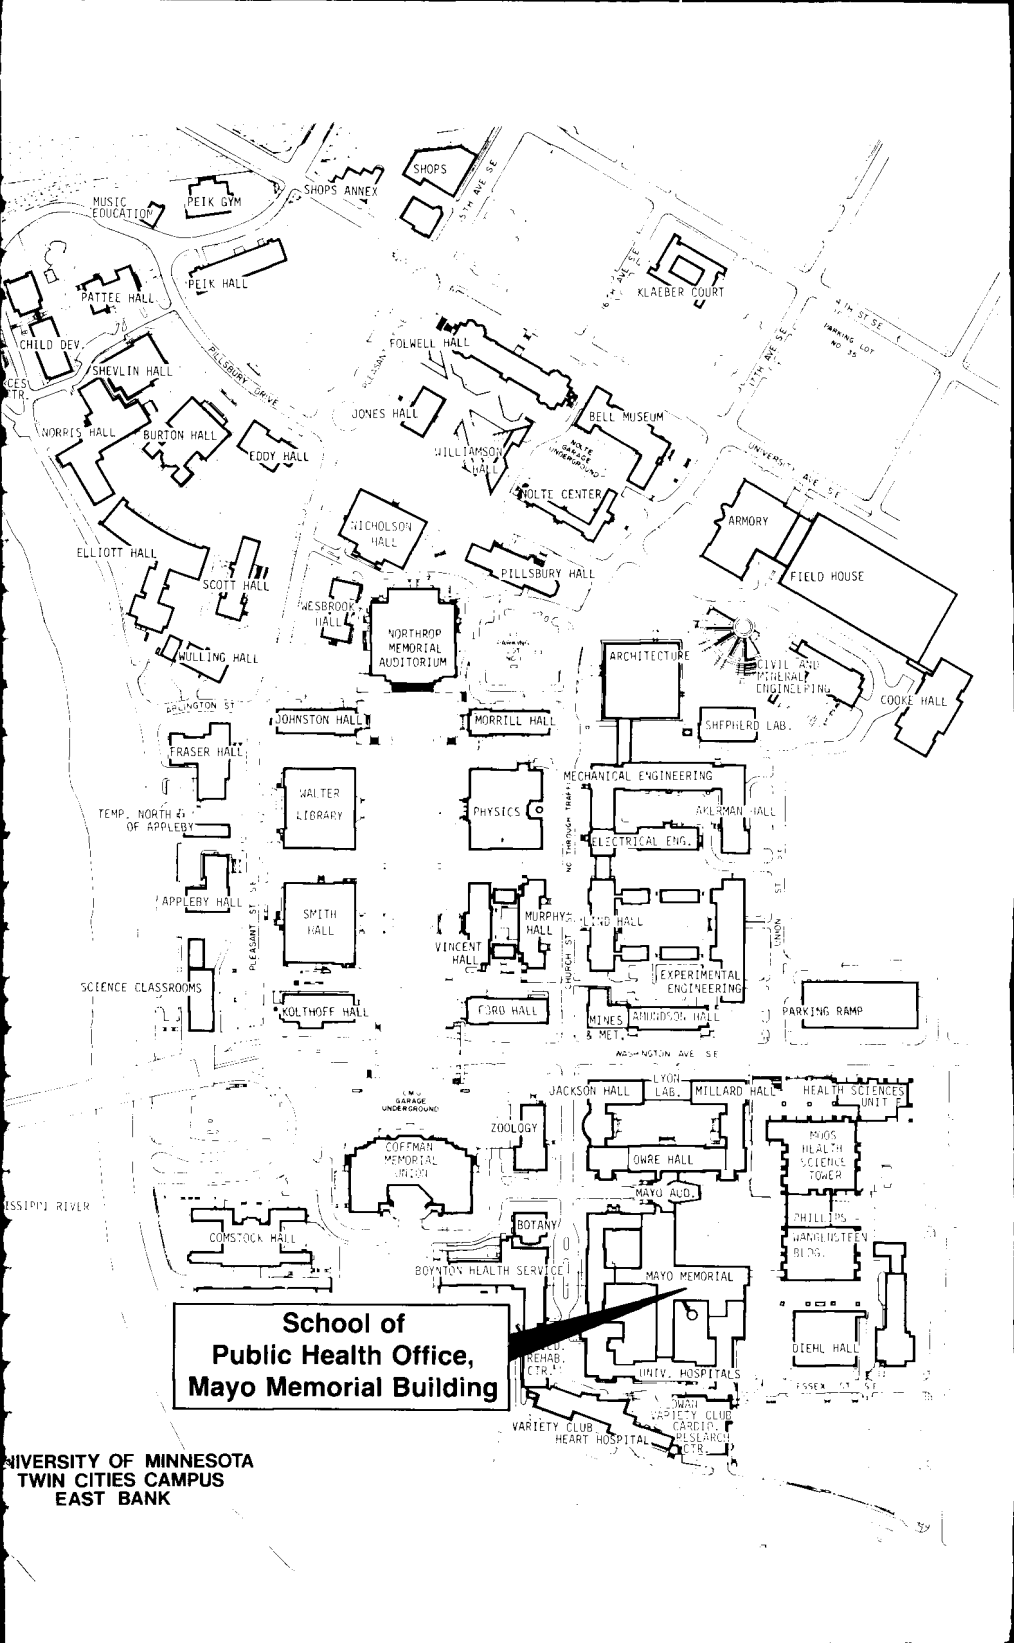 SHOPS
SHOPS ANNEX
MUSIC
EDUCATION
PEIK GYM
PEIK HALL
KLAEBER COURT
PATTEE HALL
4TH ST SE
PARKING LOT
NO 35
17TH AVE SE
CHILD DEV.
FOLWELL HALL
PILLSBURY DRIVE
SHEVLIN HALL
JONES HALL
BELL MUSEUM
NORRIS HALL
BURTON HALL
EDDY HALL
WILLIAMSON
HALL
NOLTE
GARAGE
UNDERGROUND
UNIVERSITY AVE SE
NOLTE CENTER
NICHOLSON
HALL
ARMORY
ELLIOTT HALL
SCOTT HALL
PILLSBURY HALL
FIELD HOUSE
WESBROOK
HALL
NORTHROP
MEMORIAL
AUDITORIUM
WULLING HALL
ARCHITECTURE
CIVIL AND
MINERAL
ENGINEERING
COOKE HALL
ARLINGTON ST
JOHNSTON HALL
MORRILL HALL
SHEPHERD LAB.
FRASER HALL
MECHANICAL ENGINEERING
WALTER
LIBRARY
PHYSICS
NO THROUGH TRAFFIC
AKERMAN HALL
TEMP. NORTH
OF APPLEBY
ELECTRICAL ENG.
APPLEBY HALL
PLEASANT ST SE
SMITH
HALL
MURPHY
HALL
LIND HALL
VINCENT
HALL
CHURCH ST SE
UNION ST SE
EXPERIMENTAL
ENGINEERING
SCIENCE CLASSROOMS
KOLTHOFF HALL
FORD HALL
MINES
& MET.
AMUNDSON HALL
PARKING RAMP
WASHINGTON AVE SE
JACKSON HALL
LYON
LAB.
MILLARD HALL
HEALTH SCIENCES
UNIT F
CMU
GARAGE
UNDERGROUND
ZOOLOGY
COFFMAN
MEMORIAL
UNION
OWRE HALL
MOOS
HEALTH
SCIENCE
TOWER
MAYO AUD.
ISSIPPI RIVER
COMSTOCK HALL
BOTANY
PHILLIPS
WANGENSTEEN
BLDG.
BOYNTON HEALTH SERVICE
MAYO MEMORIAL
School of
Public Health Office,
Mayo Memorial Building
REHAB.
CTR.
DIEHL HALL
UNIV. HOSPITALS
ESSEX ST SE
VARIETY CLUB
HEART HOSPITAL
VARIETY CLUB
CARDIO.
RESEARCH
CTR.
NIVERSITY OF MINNESOTA
TWIN CITIES CAMPUS
EAST BANK